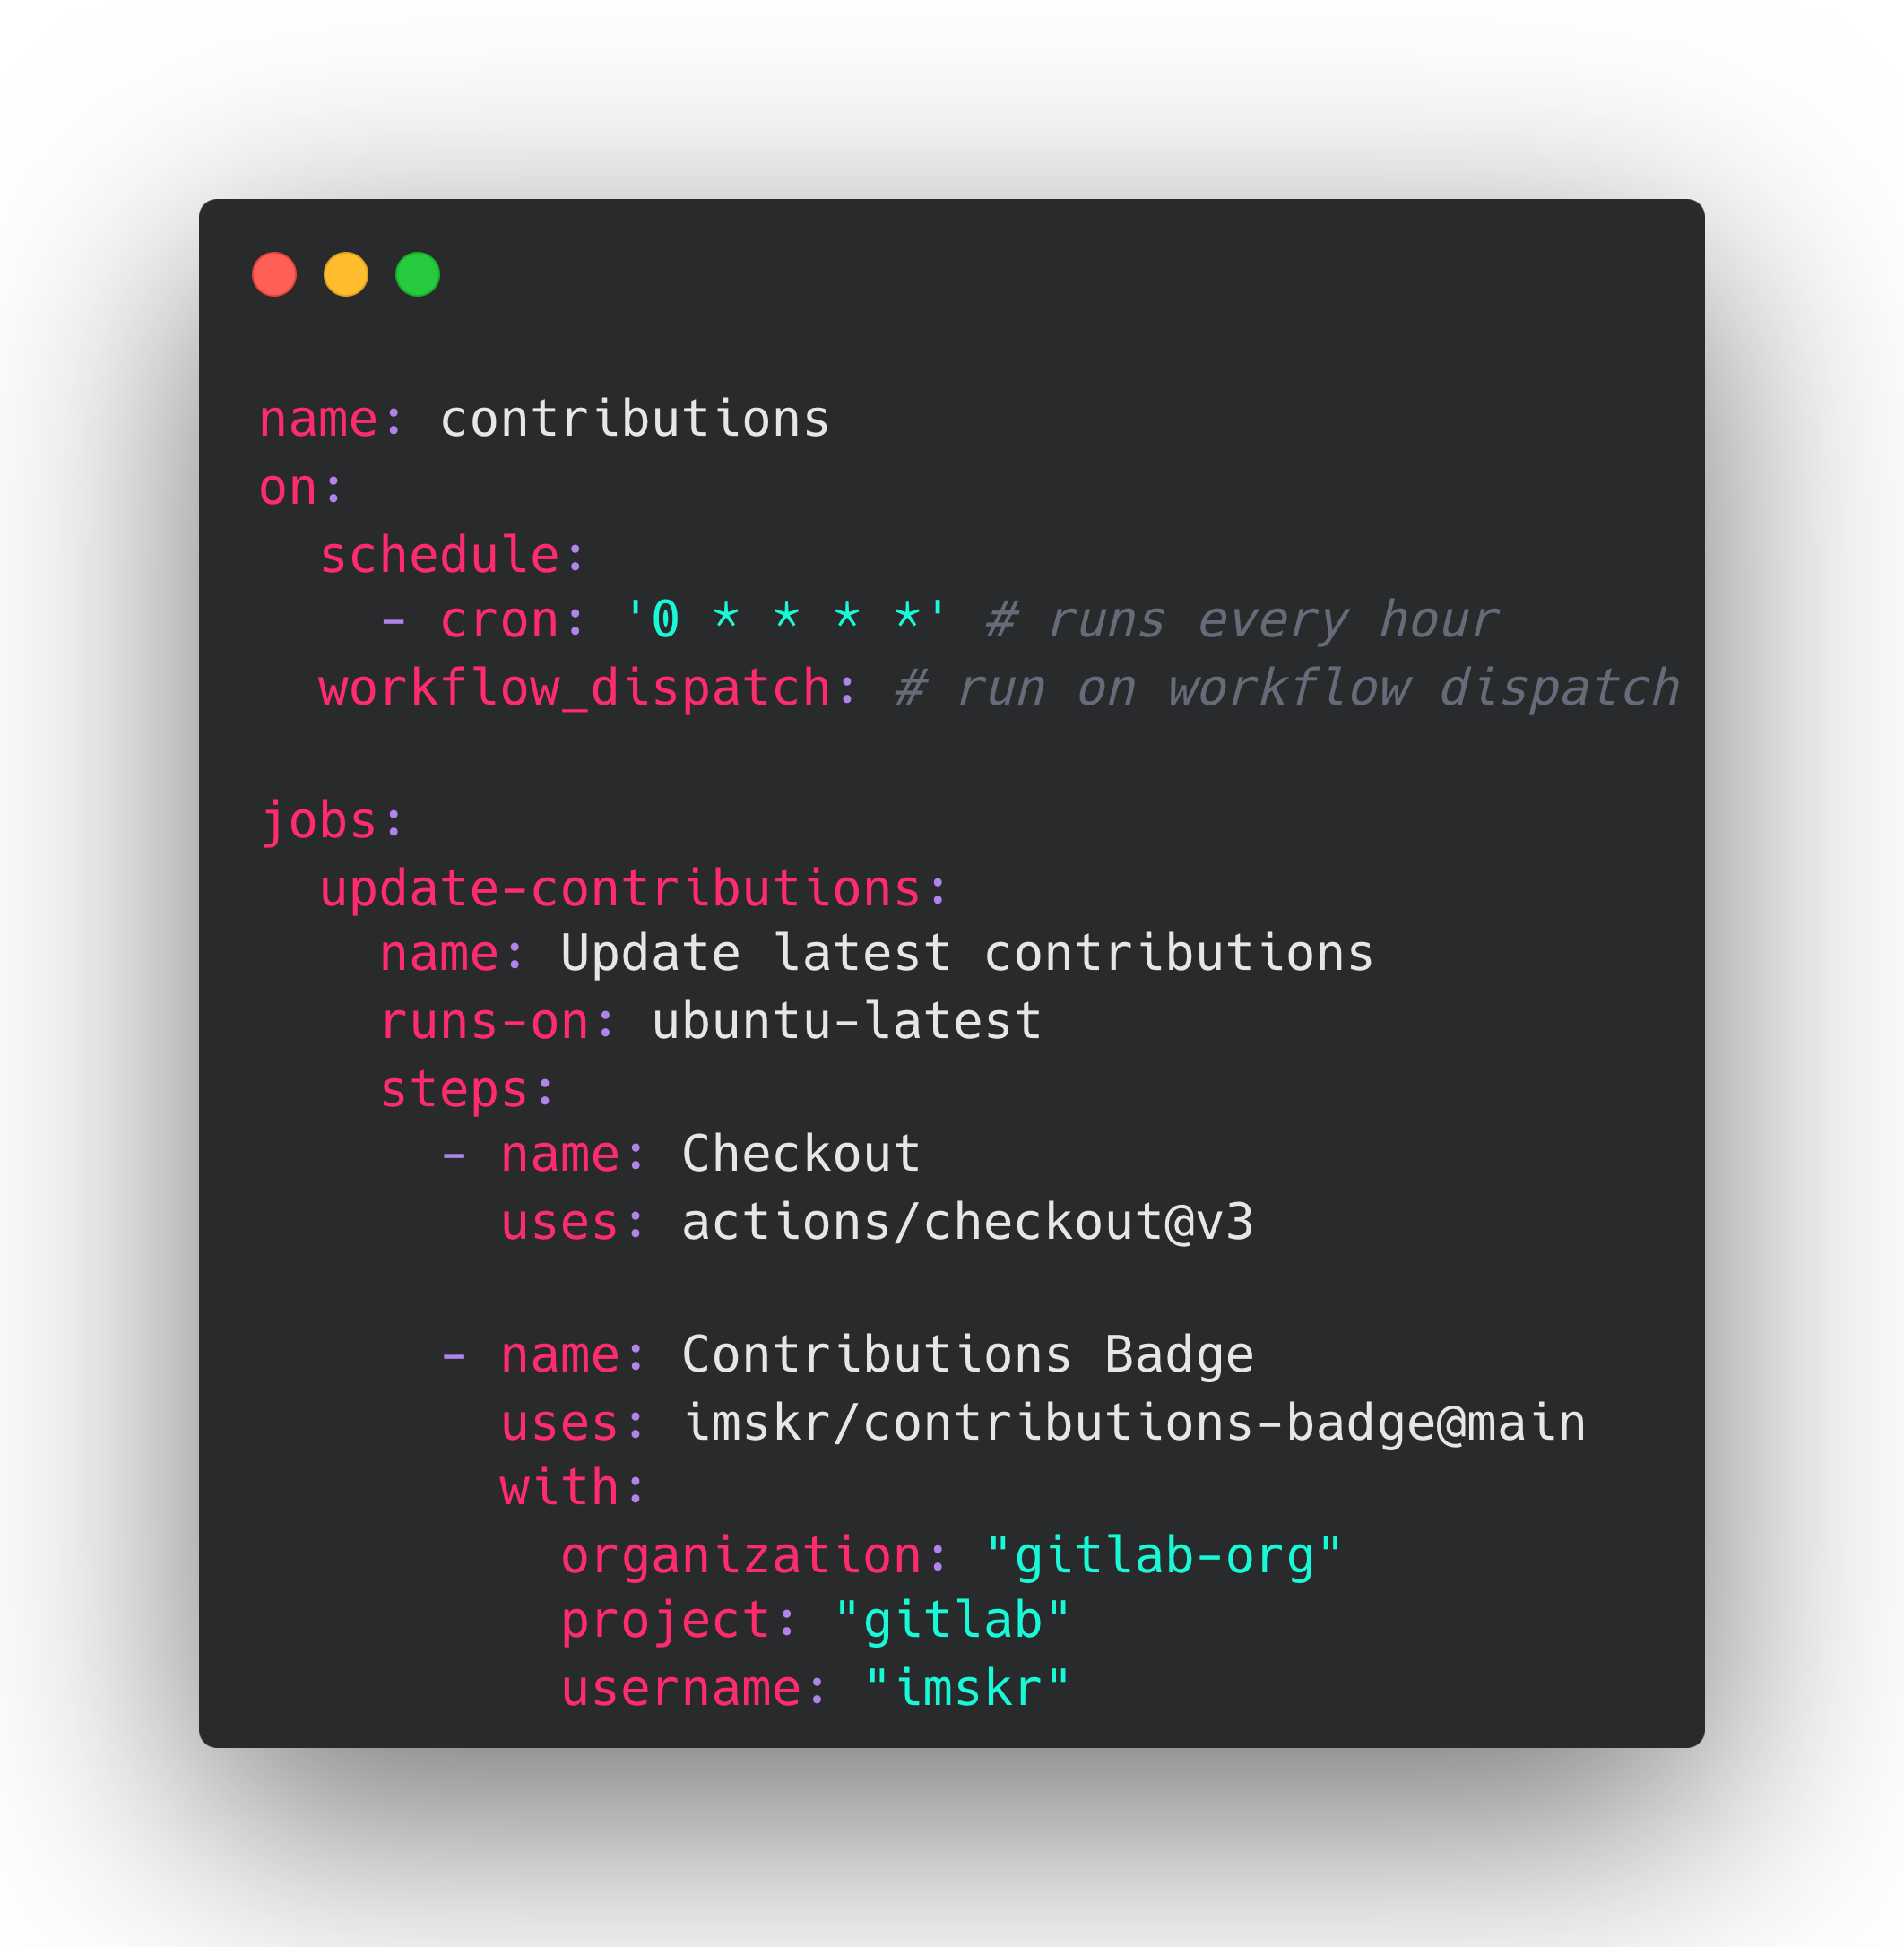 name: contributions
on:
  schedule:
    - cron: '0 * * * *' # runs every hour
  workflow_dispatch: # run on workflow dispatch

jobs:
  update-contributions:
    name: Update latest contributions
    runs-on: ubuntu-latest
    steps:
      - name: Checkout
        uses: actions/checkout@v3

      - name: Contributions Badge
        uses: imskr/contributions-badge@main
        with:
          organization: "gitlab-org"
          project: "gitlab"
          username: "imskr"